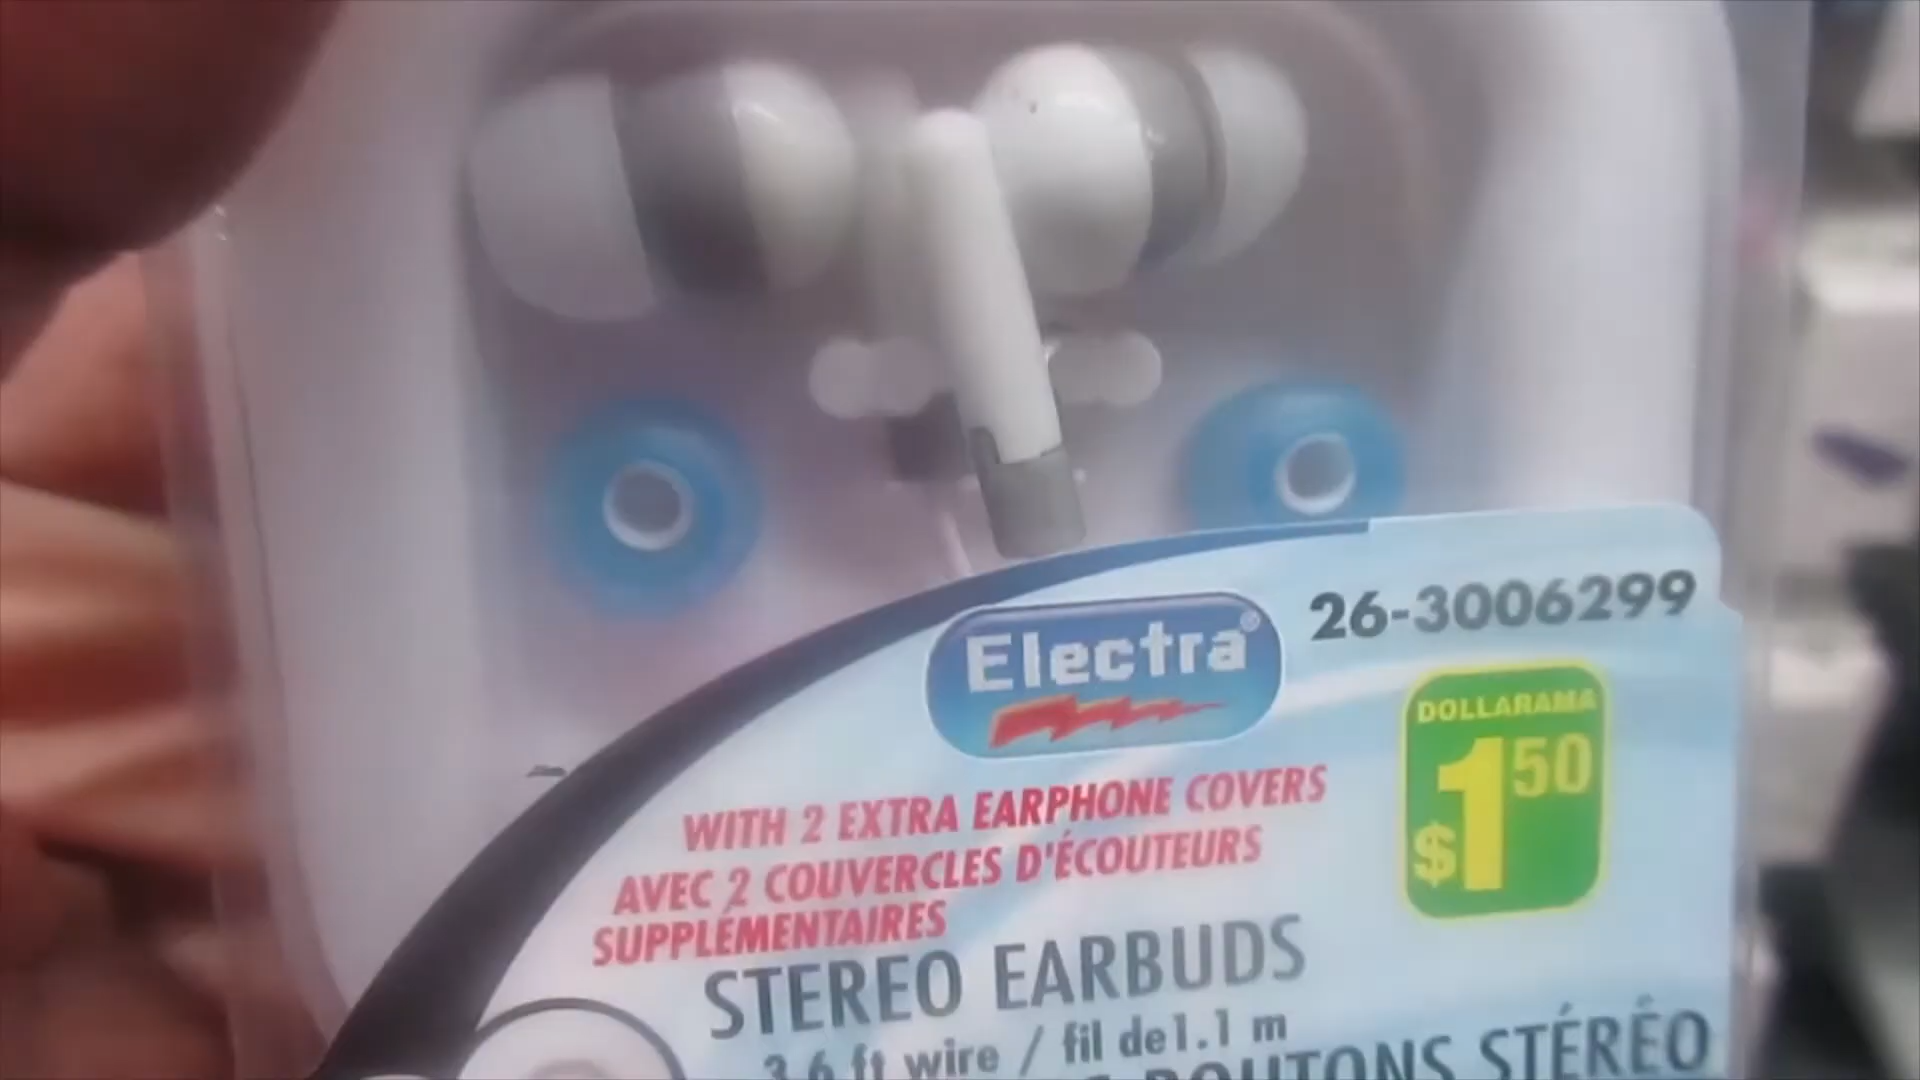 Electra®
26-3006299
DOLLARAMA
$1.50
WITH 2 EXTRA EARPHONE COVERS
AVEC 2 COUVERCLES D'ÉCOUTEURS
SUPPLÉMENTAIRES
STEREO EARBUDS
3.6 ft wire / fil de1.1 m
BOUTONS STÉRÉO